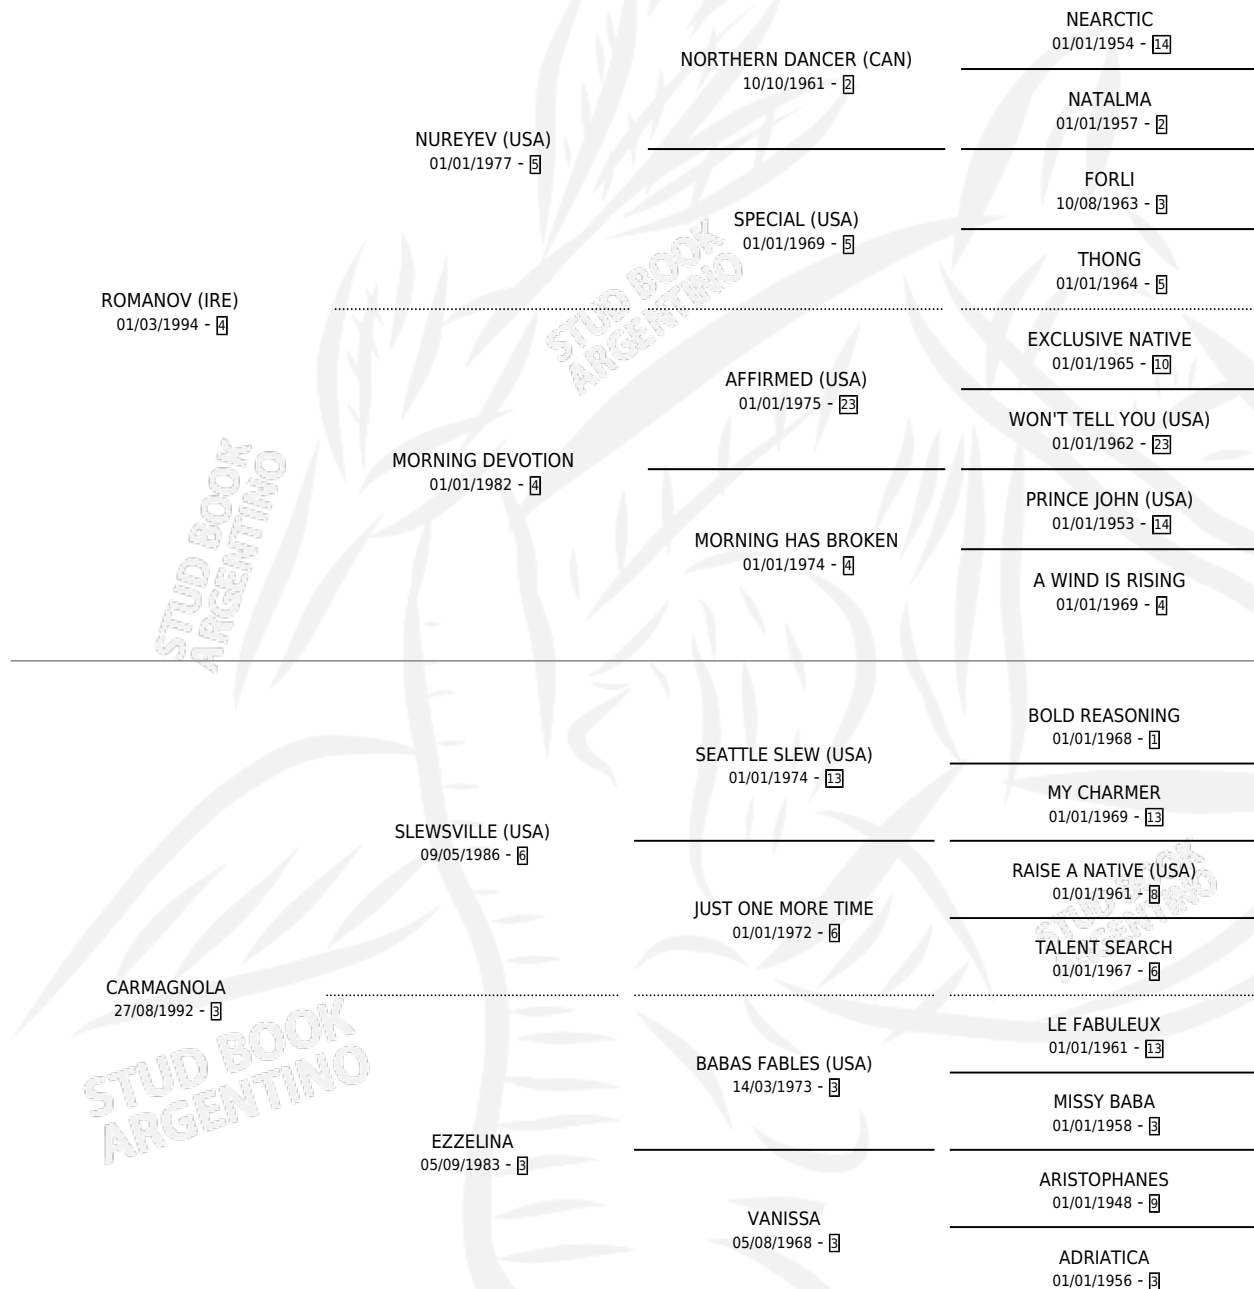 NEARCTIC
01/01/1954 - 14
NORTHERN DANCER (CAN)
10/10/1961 - 2
NATALMA
01/01/1957 - 2
NUREYEV (USA)
01/01/1977 - 5
FORLI
10/08/1963 - 3
SPECIAL (USA)
01/01/1969 - 5
THONG
01/01/1964 - 5
ROMANOV (IRE)
01/03/1994 - 4
EXCLUSIVE NATIVE
01/01/1965 - 10
AFFIRMED (USA)
01/01/1975 - 23
WON'T TELL YOU (USA)
01/01/1962 - 23
MORNING DEVOTION
01/01/1982 - 4
PRINCE JOHN (USA)
01/01/1953 - 14
MORNING HAS BROKEN
01/01/1974 - 4
A WIND IS RISING
01/01/1969 - 4
BOLD REASONING
01/01/1968 - 1
SEATTLE SLEW (USA)
01/01/1974 - 13
MY CHARMER
01/01/1969 - 13
SLEWSVILLE (USA)
09/05/1986 - 6
RAISE A NATIVE (USA)
01/01/1961 - 8
JUST ONE MORE TIME
01/01/1972 - 6
TALENT SEARCH
01/01/1967 - 6
CARMAGNOLA
27/08/1992 - 3
LE FABULEUX
01/01/1961 - 13
BABAS FABLES (USA)
14/03/1973 - 3
MISSY BABA
01/01/1958 - 3
EZZELINA
05/09/1983 - 3
ARISTOPHANES
01/01/1948 - 9
VANISSA
05/08/1968 - 3
ADRIATICA
01/01/1956 - 3
STUD BOOK
ARGENTINO
STUD BOOK
ARGENTINO
STUD BOOK
ARGENTINO
STUD BOOK
ARGENTINO